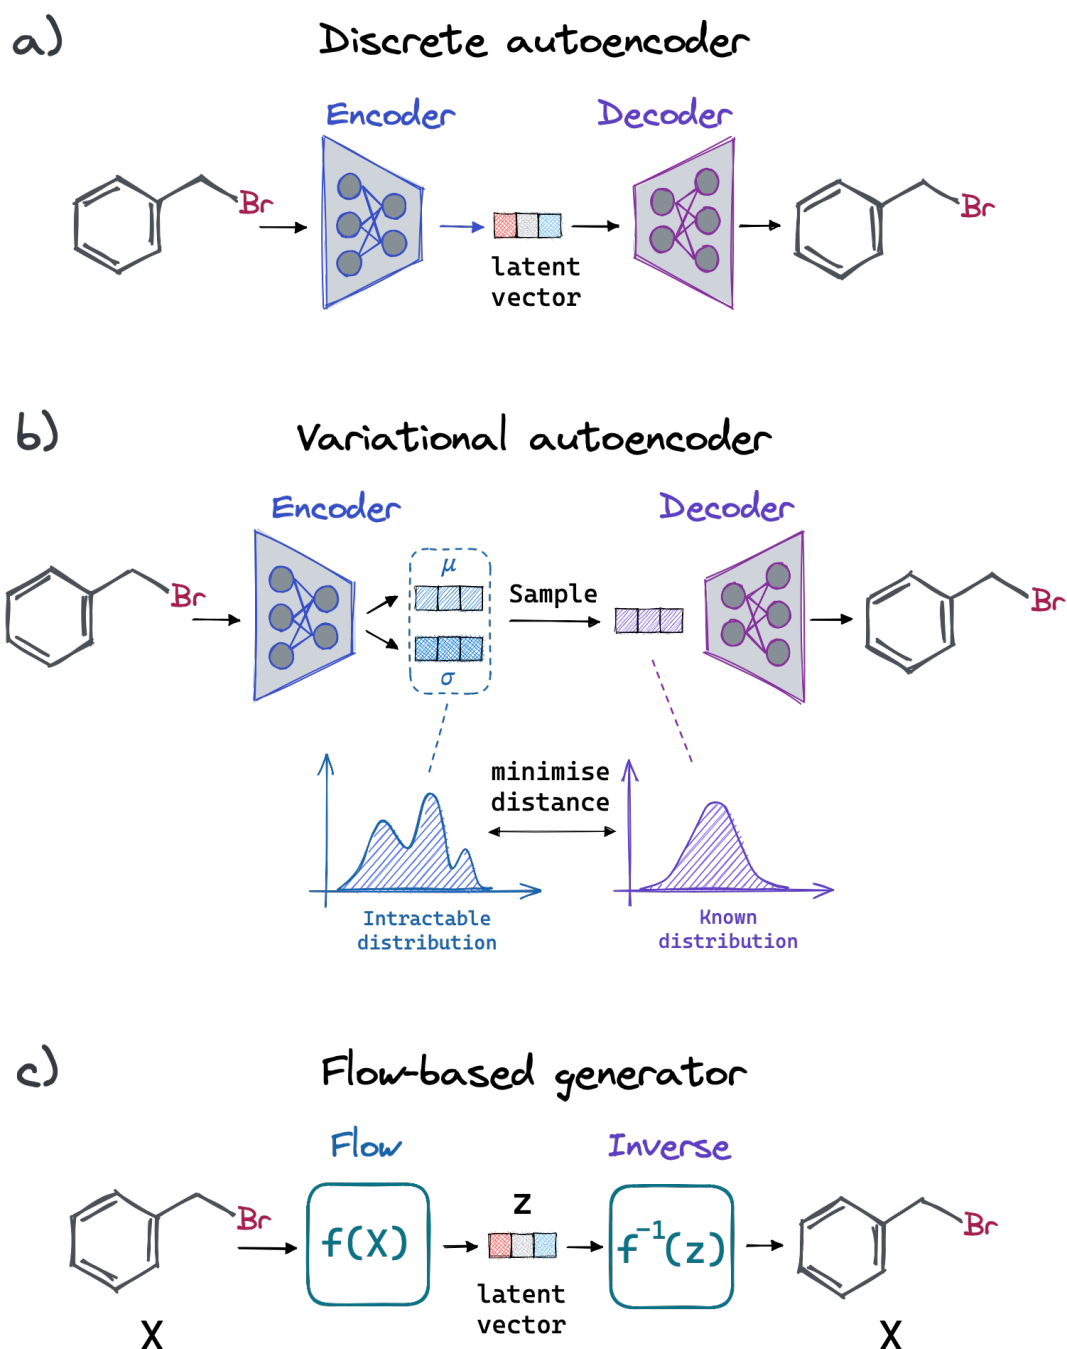 a)
Discrete autoencoder
Encoder
Decoder
Br
Br
latent
vector
b)
Variational autoencoder
Encoder
Decoder
μ
Br
Sample
Br
σ
minimise
distance
Intractable
distribution
Known
distribution
c)
Flow-based generator
Flow
Inverse
z
Br
f(X)
f⁻¹(z)
Br
latent
vector
X
X